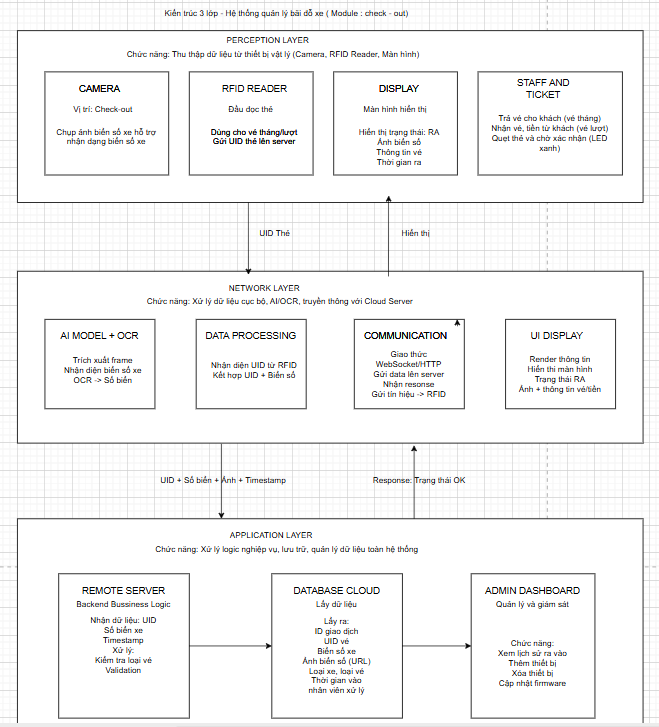 Kiến trúc 3 lớp - Hệ thống quản lý bãi đỗ xe ( Module : check - out)
PERCEPTION LAYER
Chức năng: Thu thập dữ liệu từ thiết bị vật lý (Camera, RFID Reader, Màn hình)
CAMERA
Vị trí: Check-out
Chụp ảnh biển số xe hỗ trợ
nhận dạng biển số xe
RFID READER
Đầu đọc thẻ
Dùng cho vé tháng/lượt
Gửi UID thẻ lên server
DISPLAY
Màn hình hiển thị
Hiển thị trạng thái: RA
Ảnh biển số
Thông tin vé
Thời gian ra
STAFF AND
TICKET
Trả vé cho khách (vé tháng)
Nhận vé, tiền từ khách (vé lượt)
Quẹt thẻ và chờ xác nhận (LED
xanh)
UID Thẻ
Hiển thị
NETWORK LAYER
Chức năng: Xử lý dữ liệu cục bộ, AI/OCR, truyền thông với Cloud Server
AI MODEL + OCR
Trích xuất frame
Nhận diện biển số xe
OCR -> Số biển
DATA PROCESSING
Nhận diện UID từ RFID
Kết hợp UID + Biển số
COMMUNICATION
Giao thức
WebSocket/HTTP
Gửi data lên server
Nhận resonse
Gửi tín hiệu -> RFID
UI DISPLAY
Render thông tin
Hiển thị màn hình
Trạng thái RA
Ảnh + thông tin vé/tiền
UID + Số biển + Ảnh + Timestamp
Response: Trạng thái OK
APPLICATION LAYER
Chức năng: Xử lý logic nghiệp vụ, lưu trữ, quản lý dữ liệu toàn hệ thống
REMOTE SERVER
Backend Bussiness Logic
Nhận dữ liệu: UID
Số biển xe
Timestamp
Xử lý:
Kiểm tra loại vé
Validation
DATABASE CLOUD
Lấy dữ liệu
Lấy ra:
ID giao dịch
UID vé
Biển số xe
Ảnh biển số (URL)
Loại xe, loại vé
Thời gian vào
nhân viên xử lý
ADMIN DASHBOARD
Quản lý và giám sát
Chức năng:
Xem lịch sử ra vào
Thêm thiết bị
Xóa thiết bị
Cập nhật firmware